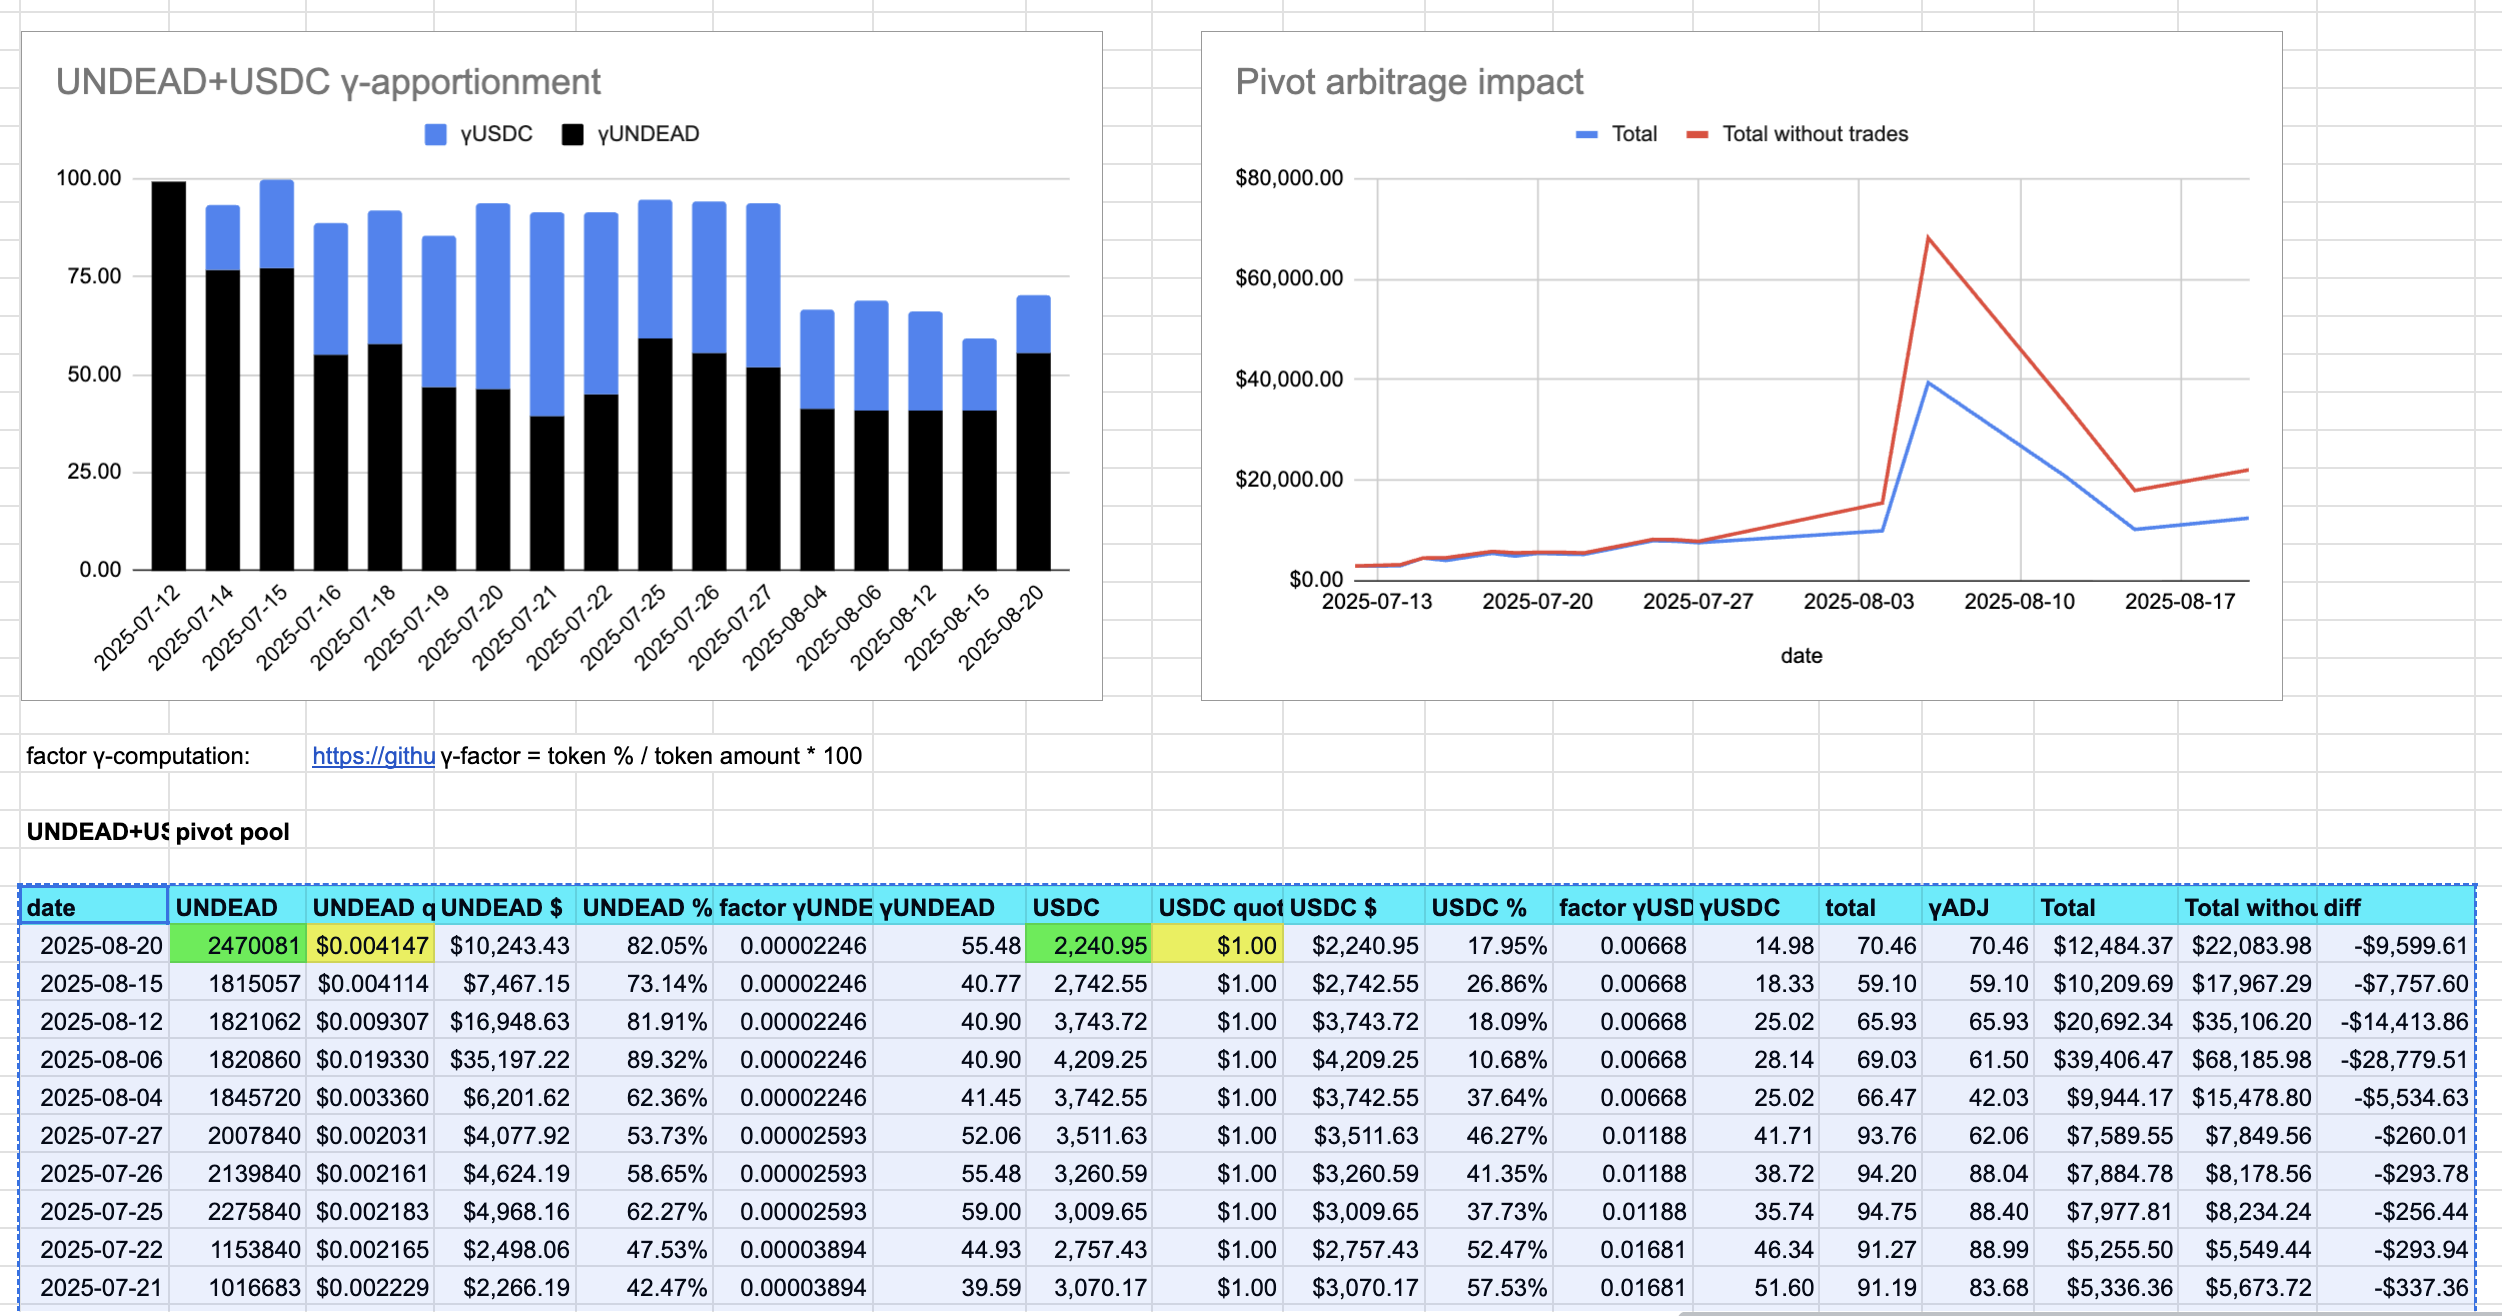 UNDEAD+USDC γ-apportionment
γUSDC γUNDEAD
100.00
75.00
50.00
25.00
0.00
2025-07-12 2025-07-14 2025-07-15 2025-07-16 2025-07-18 2025-07-19 2025-07-20 2025-07-21 2025-07-22 2025-07-25 2025-07-26 2025-07-27 2025-08-04 2025-08-06 2025-08-12 2025-08-15 2025-08-20
Pivot arbitrage impact
Total Total without trades
$80,000.00
$60,000.00
$40,000.00
$20,000.00
$0.00
2025-07-13 2025-07-20 2025-07-27 2025-08-03 2025-08-10 2025-08-17
date
factor γ-computation: https://githu γ-factor = token % / token amount * 100
UNDEAD+US pivot pool
date UNDEAD UNDEAD q UNDEAD $ UNDEAD % factor γUNDE γUNDEAD USDC USDC quot USDC $ USDC % factor γUSD γUSDC total γADJ Total Total withou diff
2025-08-20 2470081 $0.004147 $10,243.43 82.05% 0.00002246 55.48 2,240.95 $1.00 $2,240.95 17.95% 0.00668 14.98 70.46 70.46 $12,484.37 $22,083.98 -$9,599.61
2025-08-15 1815057 $0.004114 $7,467.15 73.14% 0.00002246 40.77 2,742.55 $1.00 $2,742.55 26.86% 0.00668 18.33 59.10 59.10 $10,209.69 $17,967.29 -$7,757.60
2025-08-12 1821062 $0.009307 $16,948.63 81.91% 0.00002246 40.90 3,743.72 $1.00 $3,743.72 18.09% 0.00668 25.02 65.93 65.93 $20,692.34 $35,106.20 -$14,413.86
2025-08-06 1820860 $0.019330 $35,197.22 89.32% 0.00002246 40.90 4,209.25 $1.00 $4,209.25 10.68% 0.00668 28.14 69.03 61.50 $39,406.47 $68,185.98 -$28,779.51
2025-08-04 1845720 $0.003360 $6,201.62 62.36% 0.00002246 41.45 3,742.55 $1.00 $3,742.55 37.64% 0.00668 25.02 66.47 42.03 $9,944.17 $15,478.80 -$5,534.63
2025-07-27 2007840 $0.002031 $4,077.92 53.73% 0.00002593 52.06 3,511.63 $1.00 $3,511.63 46.27% 0.01188 41.71 93.76 62.06 $7,589.55 $7,849.56 -$260.01
2025-07-26 2139840 $0.002161 $4,624.19 58.65% 0.00002593 55.48 3,260.59 $1.00 $3,260.59 41.35% 0.01188 38.72 94.20 88.04 $7,884.78 $8,178.56 -$293.78
2025-07-25 2275840 $0.002183 $4,968.16 62.27% 0.00002593 59.00 3,009.65 $1.00 $3,009.65 37.73% 0.01188 35.74 94.75 88.40 $7,977.81 $8,234.24 -$256.44
2025-07-22 1153840 $0.002165 $2,498.06 47.53% 0.00003894 44.93 2,757.43 $1.00 $2,757.43 52.47% 0.01681 46.34 91.27 88.99 $5,255.50 $5,549.44 -$293.94
2025-07-21 1016683 $0.002229 $2,266.19 42.47% 0.00003894 39.59 3,070.17 $1.00 $3,070.17 57.53% 0.01681 51.60 91.19 83.68 $5,336.36 $5,673.72 -$337.36